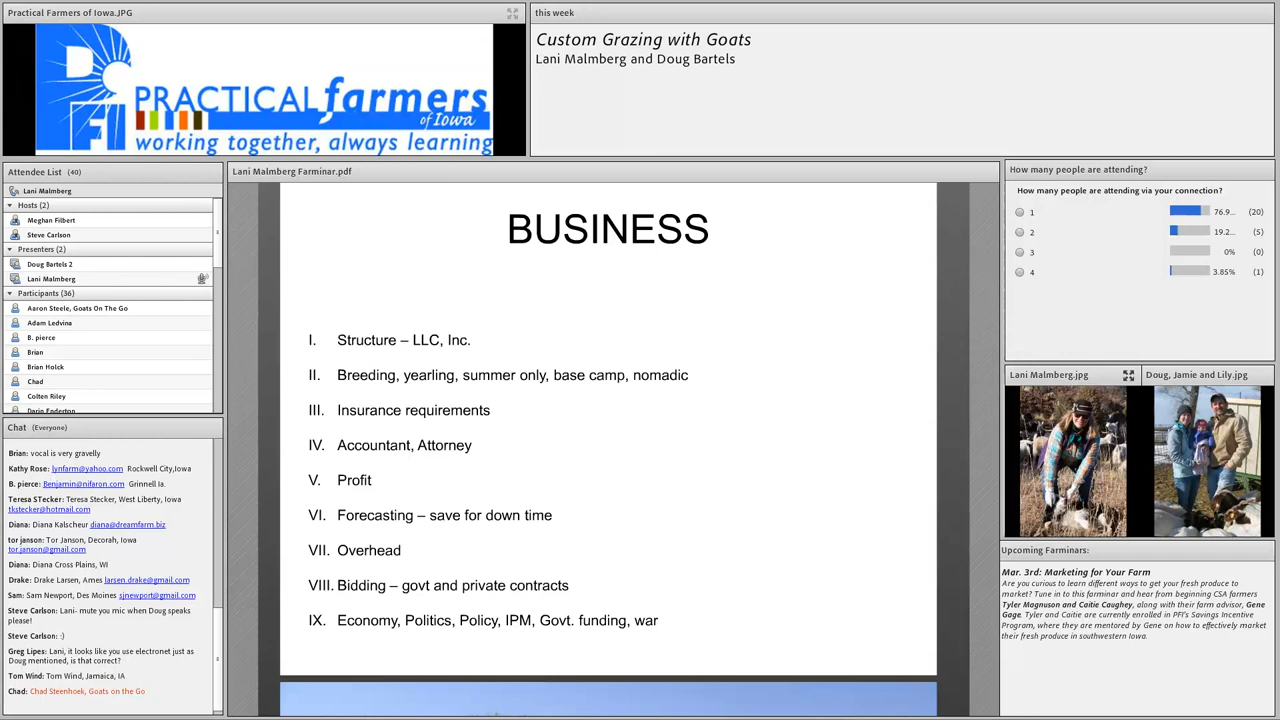 Practical Farmers of Iowa.JPG
PRACTICAL farmers
of Iowa
working together, always learning
this week
Custom Grazing with Goats
Lani Malmberg and Doug Bartels
Attendee List (40)
Lani Malmberg
Hosts (2)
Meghan Filbert
Steve Carlson
Presenters (2)
Doug Bartels 2
Lani Malmberg
Participants (36)
Aaron Steele, Goats On The Go
Adam Ledvina
B. pierce
Brian
Brian Holck
Chad
Colten Riley
Darin Enderton
Chat (Everyone)
Brian: vocal is very gravelly
Kathy Rose: lynfarm@yahoo.com Rockwell City,Iowa
B. pierce: Benjamin@nifaron.com Grinnell Ia.
Teresa STecker: Teresa Stecker, West Liberty, Iowa
tkstecker@hotmail.com
Diana: Diana Kalscheur diana@dreamfarm.biz
tor janson: Tor Janson, Decorah, Iowa
tor.janson@gmail.com
Diana: Diana Cross Plains, WI
Drake: Drake Larsen, Ames larsen.drake@gmail.com
Sam: Sam Newport, Des Moines sjnewport@gmail.com
Steve Carlson: Lani- mute you mic when Doug speaks
please!
Steve Carlson: :)
Greg Lipes: Lani, it looks like you use electronet just as
Doug mentioned, is that correct?
Tom Wind: Tom Wind, Jamaica, IA
Chad: Chad Steenhoek, Goats on the Go
Lani Malmberg Farminar.pdf
BUSINESS
I. Structure – LLC, Inc.
II. Breeding, yearling, summer only, base camp, nomadic
III. Insurance requirements
IV. Accountant, Attorney
V. Profit
VI. Forecasting – save for down time
VII. Overhead
VIII. Bidding – govt and private contracts
IX. Economy, Politics, Policy, IPM, Govt. funding, war
How many people are attending?
How many people are attending via your connection?
1 76.9... (20)
2 19.2... (5)
3 0% (0)
4 3.85% (1)
Lani Malmberg.jpg
Doug, Jamie and Lily.jpg
Upcoming Farminars:
Mar. 3rd: Marketing for Your Farm
Are you curious to learn different ways to get your fresh produce to
market? Tune in to this farminar and hear from beginning CSA farmers
Tyler Magnuson and Caitie Caughey, along with their farm advisor, Gene
Gage. Tyler and Caitie are currently enrolled in PFI's Savings Incentive
Program, where they are mentored by Gene on how to effectively market
their fresh produce in southwestern Iowa.